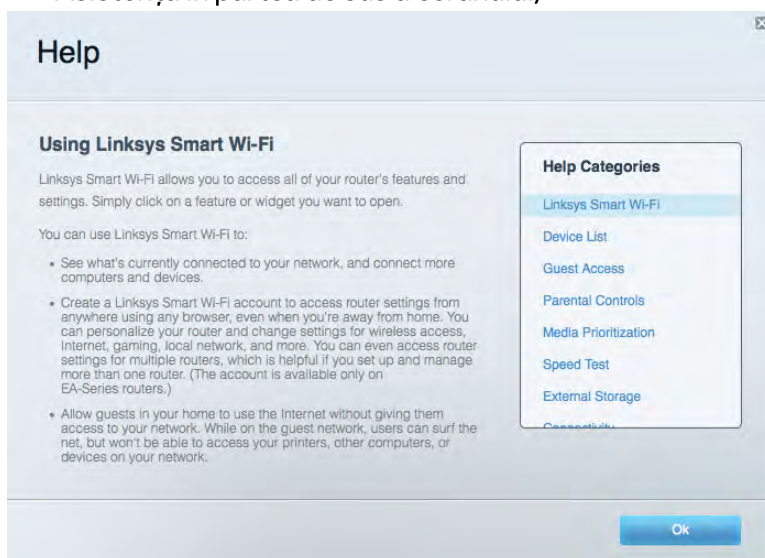 Help
Using Linksys Smart Wi-Fi
Linksys Smart Wi-Fi allows you to access all of your router's features and
settings. Simply click on a feature or widget you want to open.
You can use Linksys Smart Wi-Fi to:
• See what's currently connected to your network, and connect more
computers and devices.
• Create a Linksys Smart Wi-Fi account to access router settings from
anywhere using any browser, even when you're away from home. You
can personalize your router and change settings for wireless access,
Internet, gaming, local network, and more. You can even access router
settings for multiple routers, which is helpful if you set up and manage
more than one router. (The account is available only on
EA-Series routers.)
• Allow guests in your home to use the Internet without giving them
access to your network. While on the guest network, users can surf the
net, but won't be able to access your printers, other computers, or
devices on your network.
Help Categories
Linksys Smart Wi-Fi
Device List
Guest Access
Parental Controls
Media Prioritization
Speed Test
External Storage
Connectivity
Ok